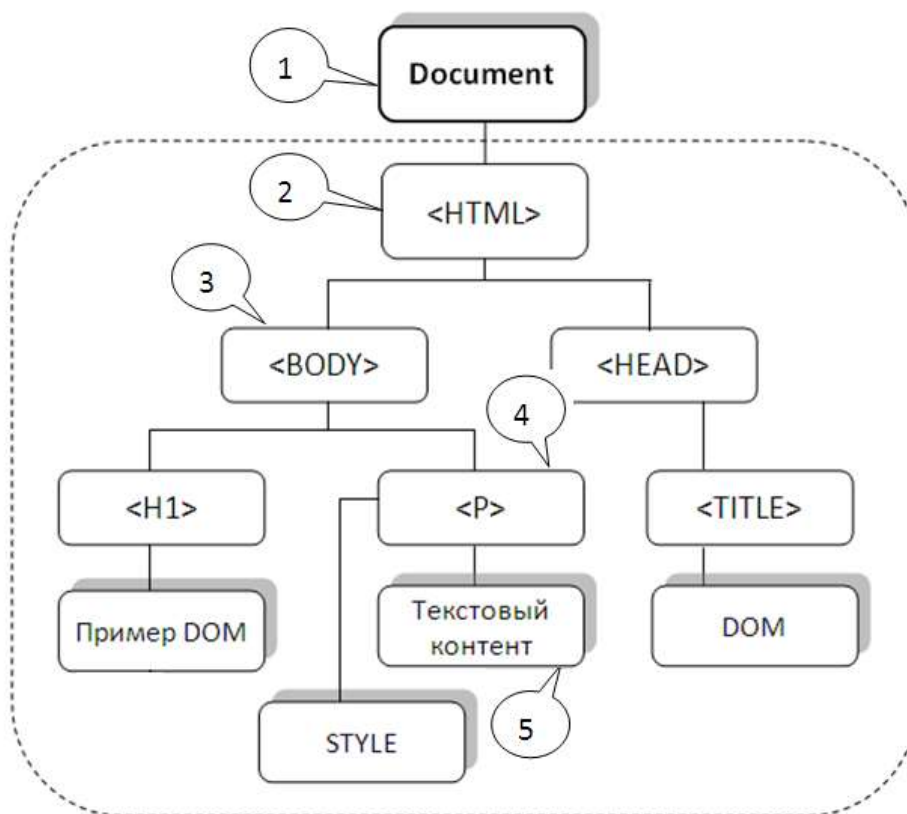 1
Document
2
<HTML>
3
<BODY>
<HEAD>
4
<H1>
<P>
<TITLE>
Пример DOM
Текстовый
контент
DOM
5
STYLE